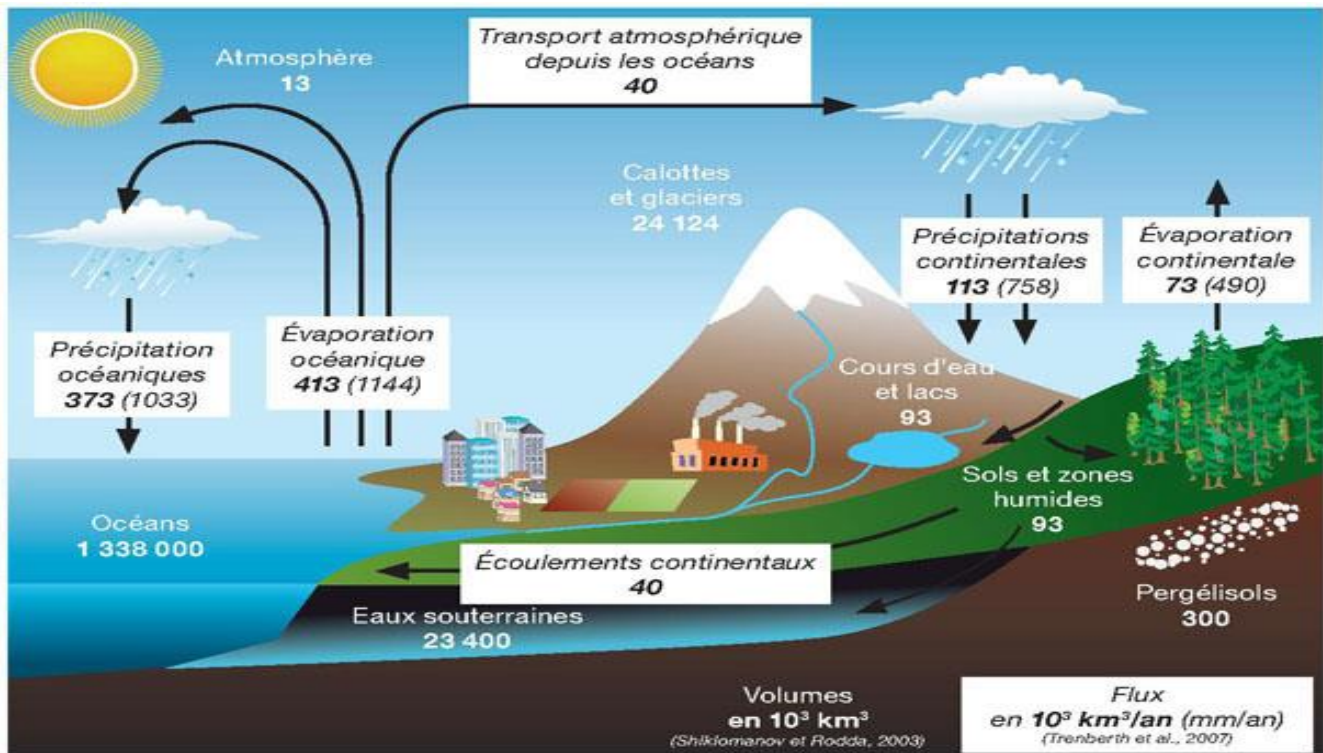 Transport atmosphérique
depuis les océans
40
Atmosphère
13
Calottes
et glaciers
24 124
Précipitations
continentales
113 (758)
Évaporation
continentale
73 (490)
Précipitation
océaniques
373 (1033)
Évaporation
océanique
413 (1144)
Cours d'eau
et lacs
93
Sols et zones
humides
93
Océans
1 338 000
Écoulements continentaux
40
Eaux souterraines
23 400
Pergélisols
300
Volumes
en 10³ km³
(Shiklomanov et Rodda, 2003)
Flux
en 10³ km³/an (mm/an)
(Trenberth et al., 2007)